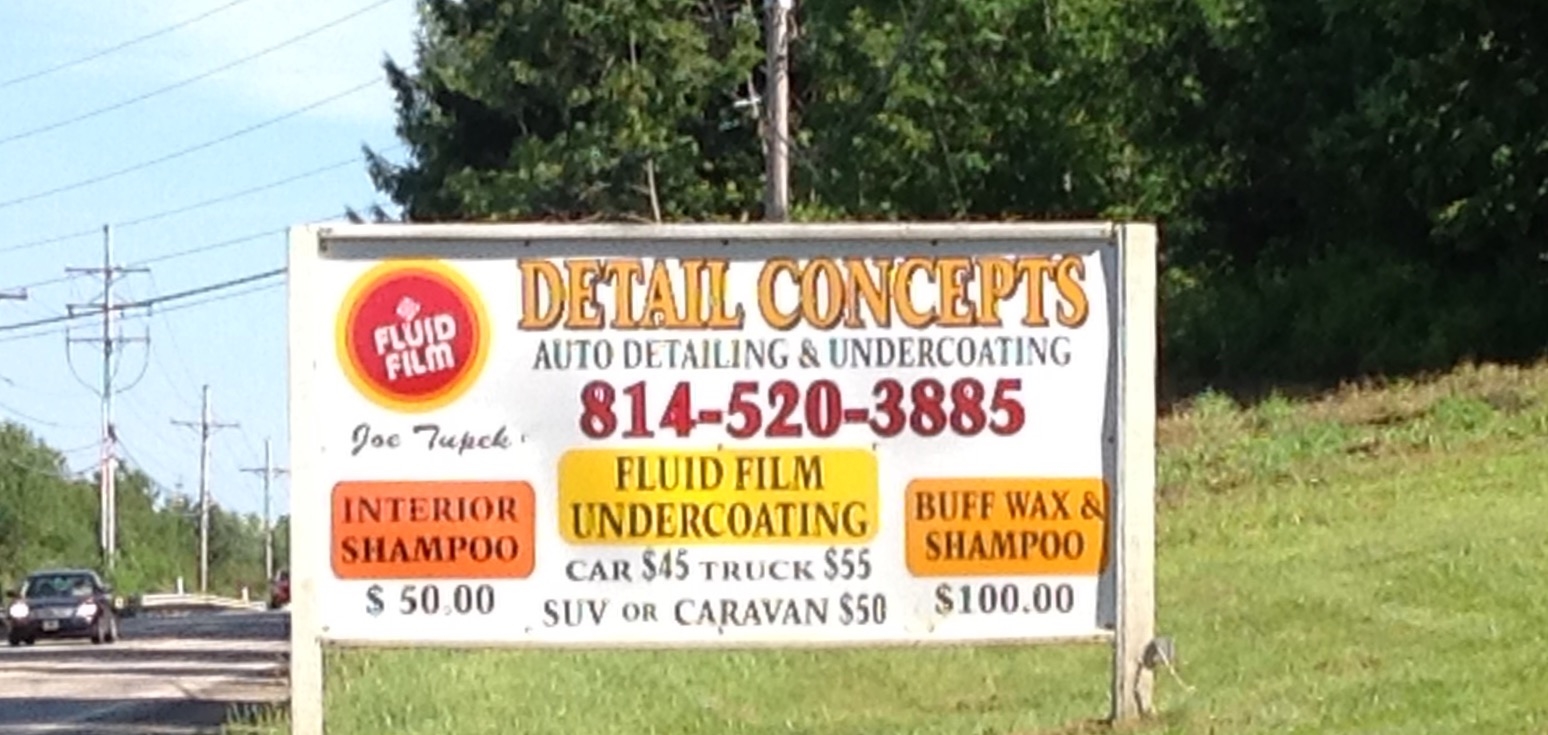 FLUID
FILM
DETAIL CONCEPTS
AUTO DETAILING & UNDERCOATING
814-520-3885
Joe Tupek
INTERIOR
SHAMPOO
$ 50.00
FLUID FILM
UNDERCOATING
CAR $45 TRUCK $55
SUV OR CARAVAN $50
BUFF WAX &
SHAMPOO
$100.00